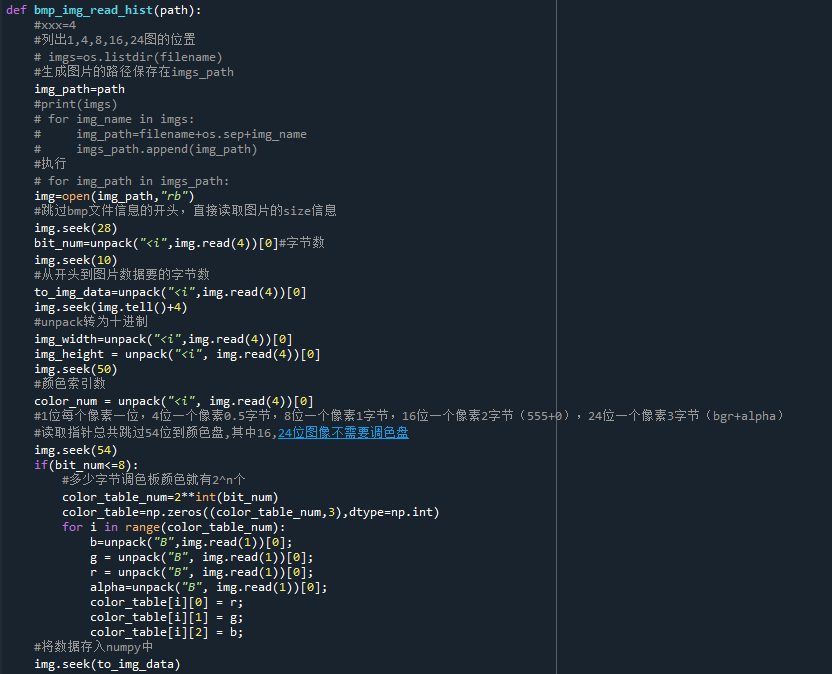 def bmp_img_read_hist(path):
    #xxx=4
    #列出1,4,8,16,24图的位置
    # imgs=os.listdir(filename)
    #生成图片的路径保存在imgs_path
    img_path=path
    #print(imgs)
    # for img_name in imgs:
    #     img_path=filename+os.sep+img_name
    #     imgs_path.append(img_path)
    #执行
    # for img_path in imgs_path:
    img=open(img_path,"rb")
    #跳过bmp文件信息的开头，直接读取图片的size信息
    img.seek(28)
    bit_num=unpack("<i",img.read(4))[0]#字节数
    img.seek(10)
    #从开头到图片数据要的字节数
    to_img_data=unpack("<i",img.read(4))[0]
    img.seek(img.tell()+4)
    #unpack转为十进制
    img_width=unpack("<i",img.read(4))[0]
    img_height = unpack("<i", img.read(4))[0]
    img.seek(50)
    #颜色索引数
    color_num = unpack("<i", img.read(4))[0]
    #1位每个像素一位，4位一个像素0.5字节，8位一个像素1字节，16位一个像素2字节（555+0），24位一个像素3字节（bgr+alpha）
    #读取指针总共跳过54位到颜色盘,其中16,24位图像不需要调色盘
    img.seek(54)
    if(bit_num<=8):
        #多少字节调色板颜色就有2^n个
        color_table_num=2**int(bit_num)
        color_table=np.zeros((color_table_num,3),dtype=np.int)
        for i in range(color_table_num):
            b=unpack("B",img.read(1))[0];
            g = unpack("B", img.read(1))[0];
            r = unpack("B", img.read(1))[0];
            alpha=unpack("B", img.read(1))[0];
            color_table[i][0] = r;
            color_table[i][1] = g;
            color_table[i][2] = b;
    #将数据存入numpy中
    img.seek(to_img_data)